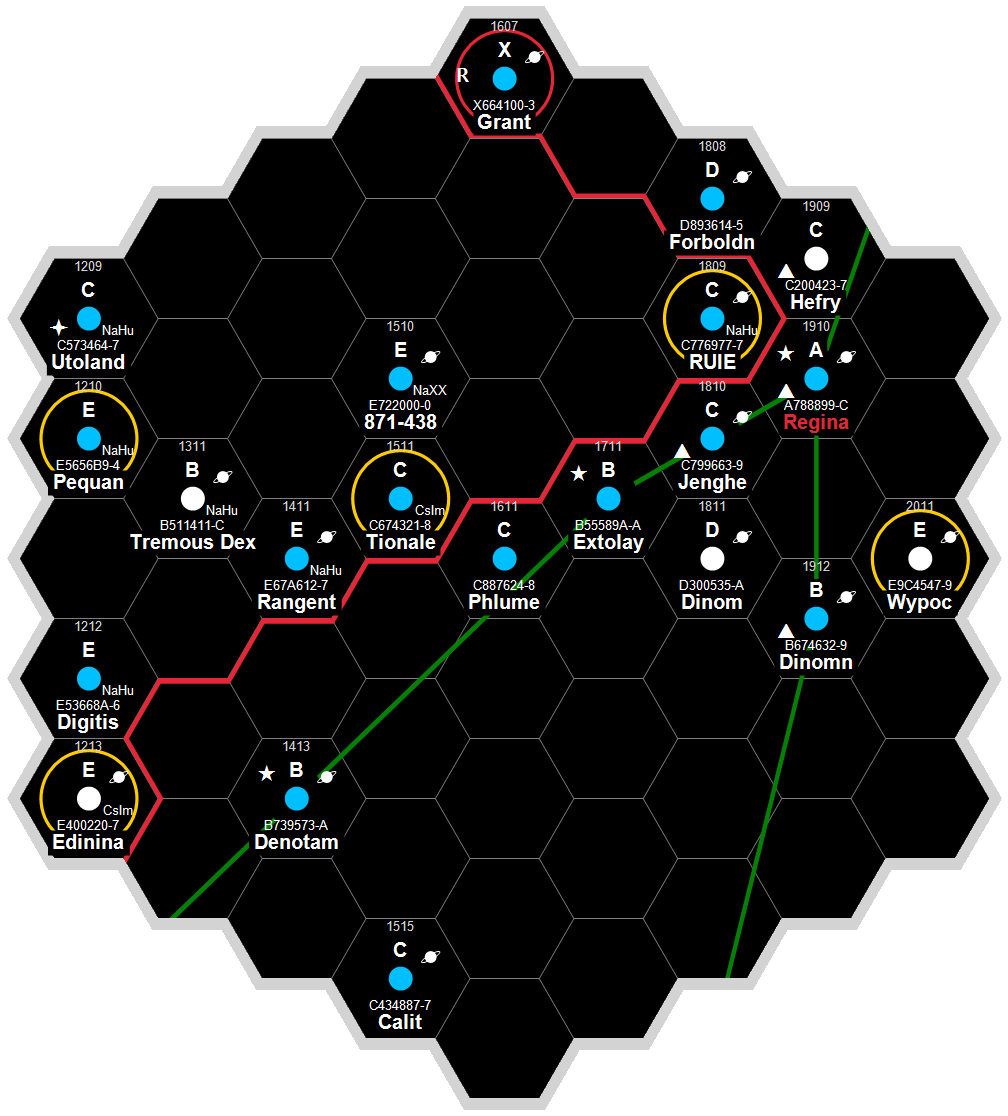 1607
X
R
X664100-3
Grant
1808
D
D893614-5
Forboldn
1909
C
C200423-7
Hefry
1209
C
NaHu
C573464-7
Utoland
1809
C
NaHu
C776977-7
RUIE
1510
E
NaXX
E722000-0
871-438
1910
A
A788899-C
Regina
1210
E
NaHu
E5656B9-4
Pequan
1810
C
C799663-9
Jenghe
1311
B
NaHu
B511411-C
Tremous Dex
1511
C
CsIm
C674321-8
Tionale
1711
B
B55589A-A
Extolay
1411
E
NaHu
E67A612-7
Rangent
1611
C
C887624-8
Phlume
1811
D
D300535-A
Dinom
2011
E
E9C4547-9
Wypoc
1912
B
B674632-9
Dinomn
1212
E
NaHu
E53668A-6
Digitis
1213
E
CsIm
E400220-7
Edinina
1413
B
B739573-A
Denotam
1515
C
C434887-7
Calit